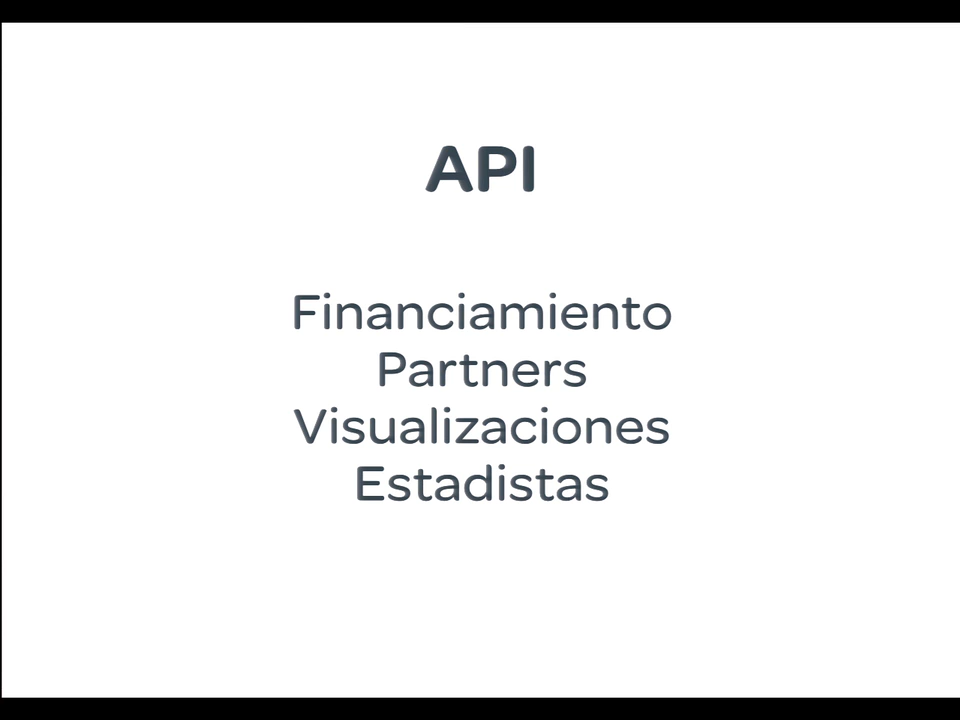 API
Financiamiento
Partners
Visualizaciones
Estadistas